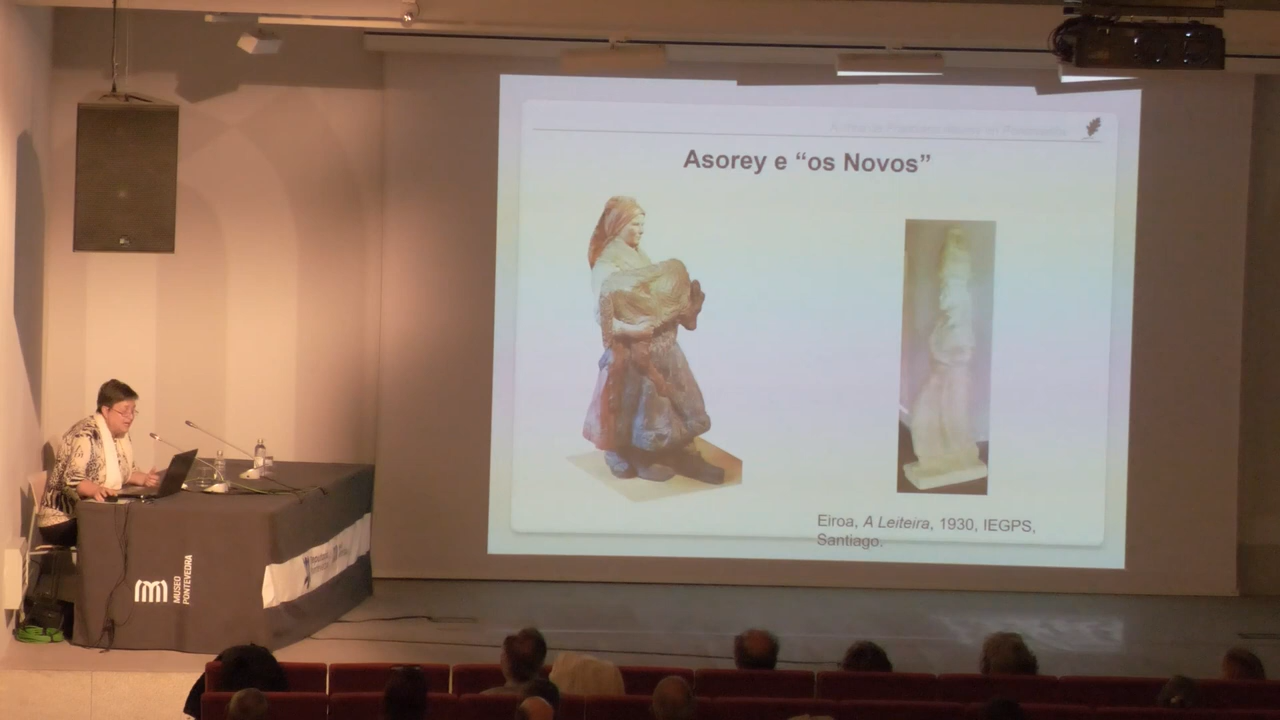 Asorey e “os Novos”
Eiroa, A Leiteira, 1930, IEGPS,
Santiago.
MUSEO
PONTEVEDRA